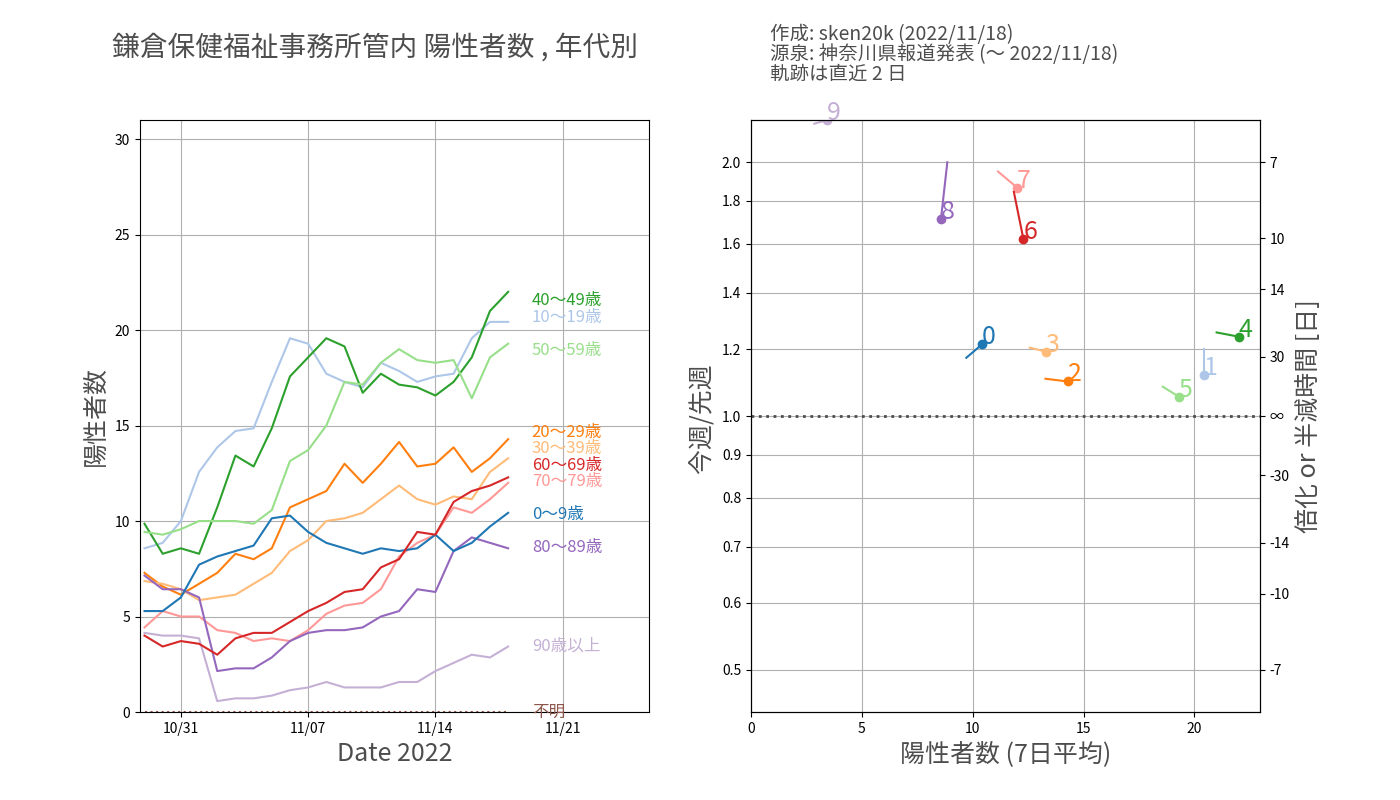 鎌倉保健福祉事務所管内 陽性者数 , 年代別
作成: sken20k (2022/11/18)
源泉: 神奈川県報道発表 (～ 2022/11/18)
軌跡は直近 2 日
陽性者数
30
25
20
15
10
5
0
10/31
11/07
11/14
11/21
Date 2022
40～49歳
10～19歳
50～59歳
20～29歳
30～39歳
60～69歳
70～79歳
0～9歳
80～89歳
90歳以上
不明
今週/先週
2.0
1.8
1.6
1.4
1.2
1.0
0.9
0.8
0.7
0.6
0.5
9
8
7
6
0
3
2
4
1
5
0
5
10
15
20
陽性者数 (7日平均)
7
10
14
30
∞
-30
-14
-10
-7
倍化 or 半減時間 [日]